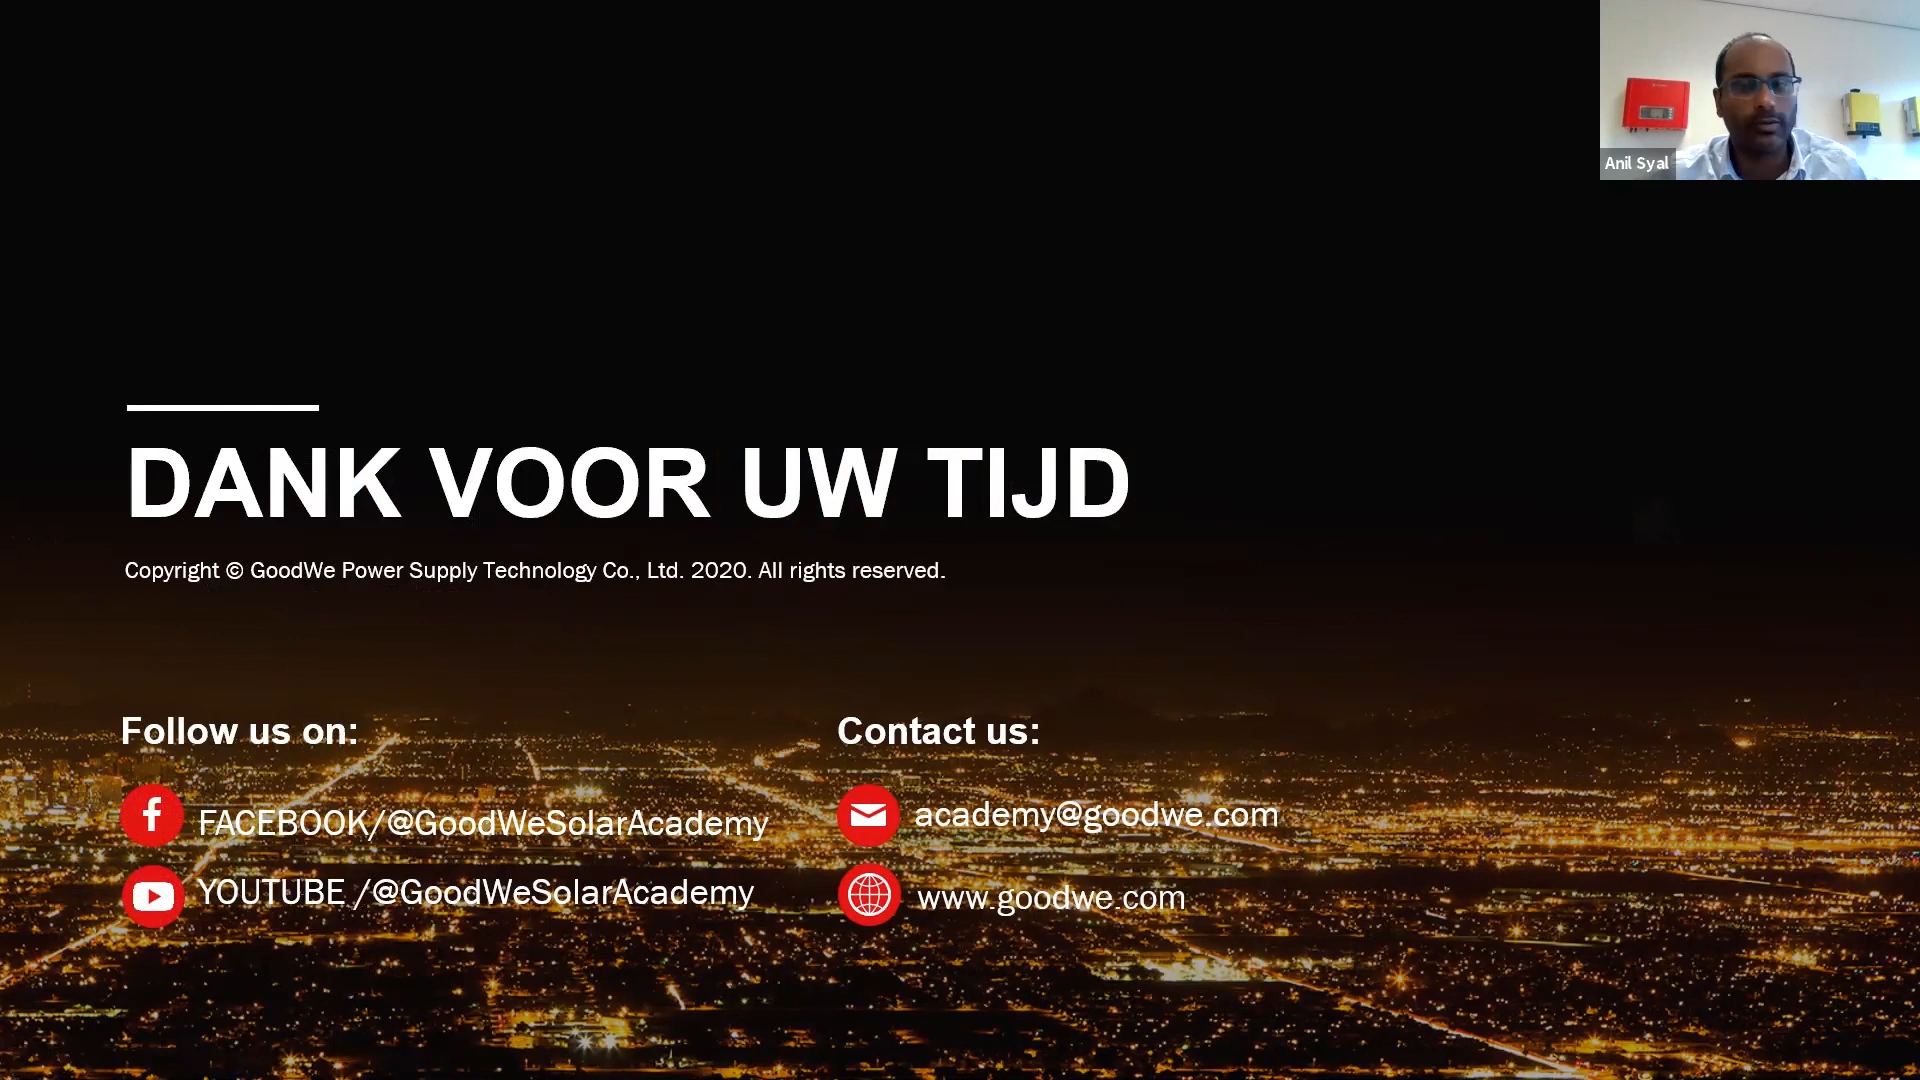 Anil Syal
DANK VOOR UW TIJD
Copyright © GoodWe Power Supply Technology Co., Ltd. 2020. All rights reserved.
Follow us on:
FACEBOOK/@GoodWeSolarAcademy
YOUTUBE /@GoodWeSolarAcademy
Contact us:
academy@goodwe.com
www.goodwe.com